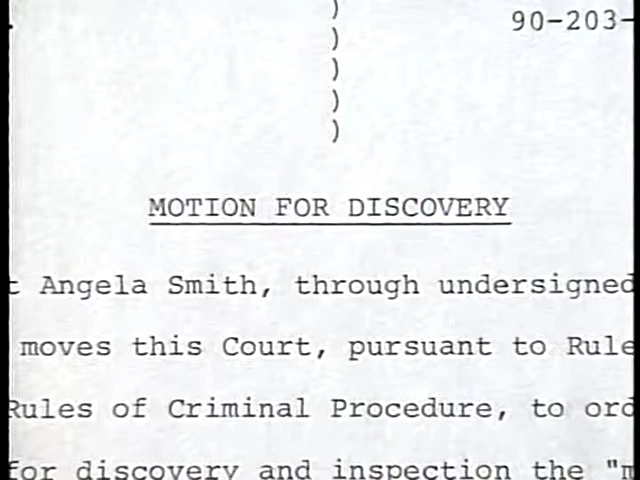 )
) 90-203-
)
)
)
MOTION FOR DISCOVERY
t Angela Smith, through undersigned
moves this Court, pursuant to Rule
Rules of Criminal Procedure, to ord
for discovery and inspection the "m